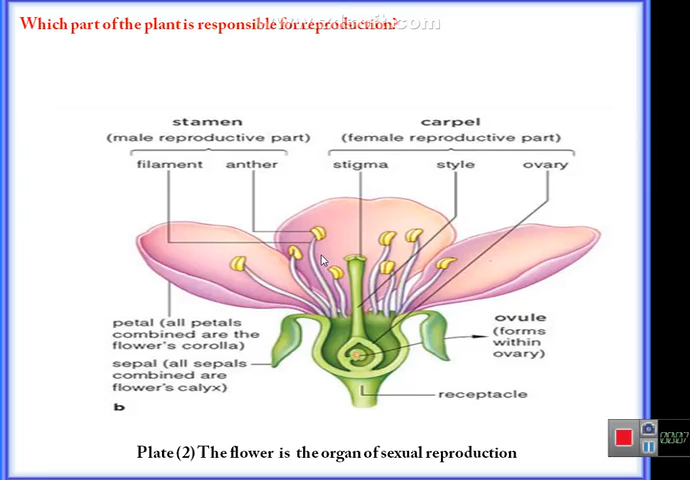 Which part of the plant is responsible for reproduction?
stamen
(male reproductive part)
carpel
(female reproductive part)
filament anther stigma style ovary
petal (all petals
combined are the
flower's corolla)
sepal (all sepals
combined are
flower's calyx)
ovule
(forms
within
ovary)
receptacle
b
Plate (2) The flower is the organ of sexual reproduction